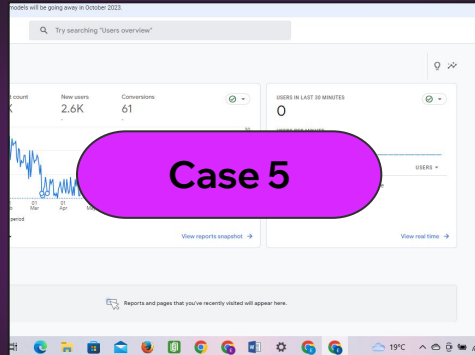 models will be going away in October 2023.
Try searching "Users overview"
count
New users
Conversions
2.6K
61
USERS IN LAST 30 MINUTES
0
USERS
01
01
01
Mar
Apr
period
View reports snapshot →
View real time →
Case 5
Reports and pages that you've recently visited will appear here.
19°C